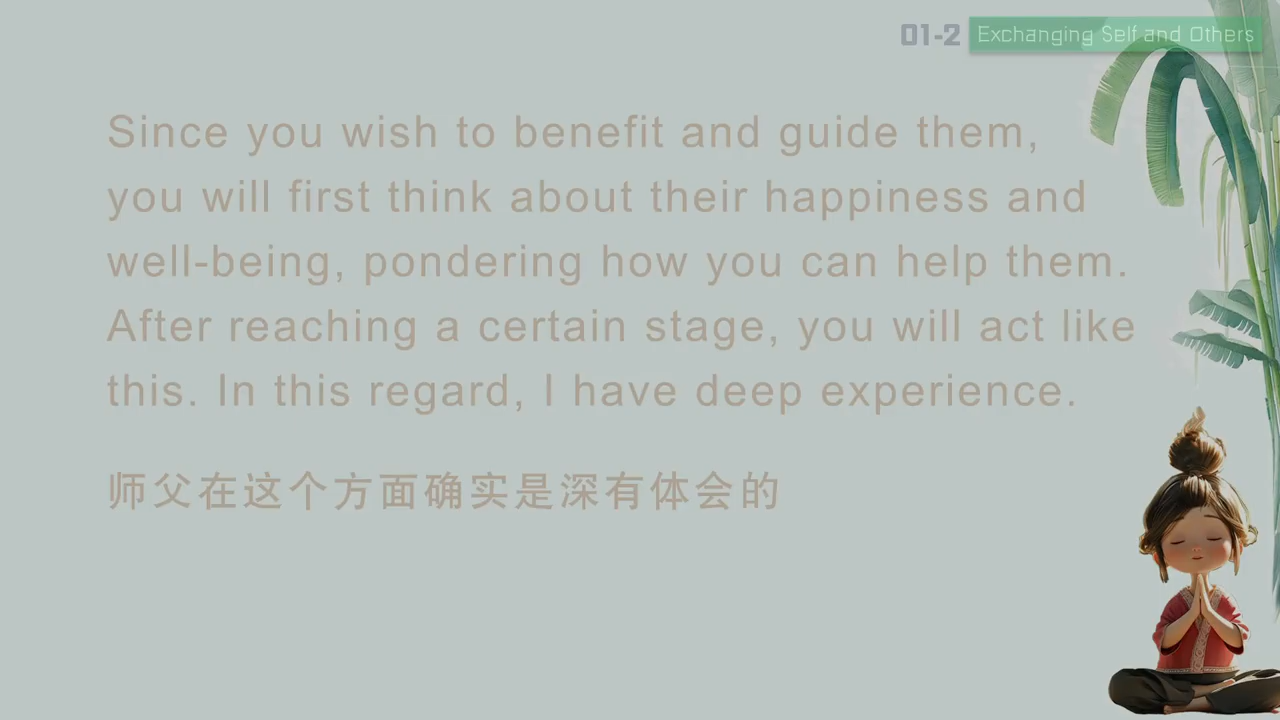 01-2 Exchanging Self and Others
Since you wish to benefit and guide them,
you will first think about their happiness and
well-being, pondering how you can help them.
After reaching a certain stage, you will act like
this. In this regard, I have deep experience.
师父在这个方面确实是深有体会的